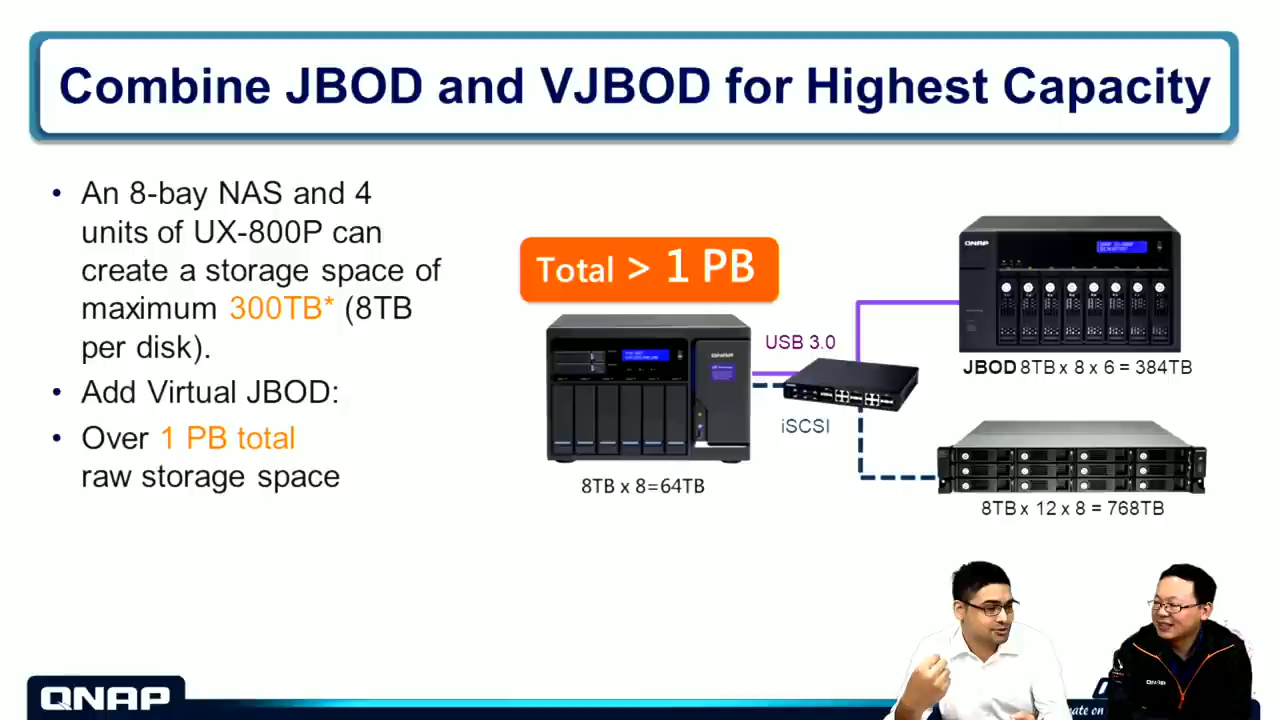 Combine JBOD and VJBOD for Highest Capacity
• An 8-bay NAS and 4
units of UX-800P can
create a storage space of
maximum 300TB* (8TB
per disk).
• Add Virtual JBOD:
• Over 1 PB total
raw storage space
Total > 1 PB
QNAP
8TB x 8=64TB
USB 3.0
iSCSI
QNAP
JBOD 8TB x 8 x 6 = 384TB
8TB x 12 x 8 = 768TB
QNAP
QNAP